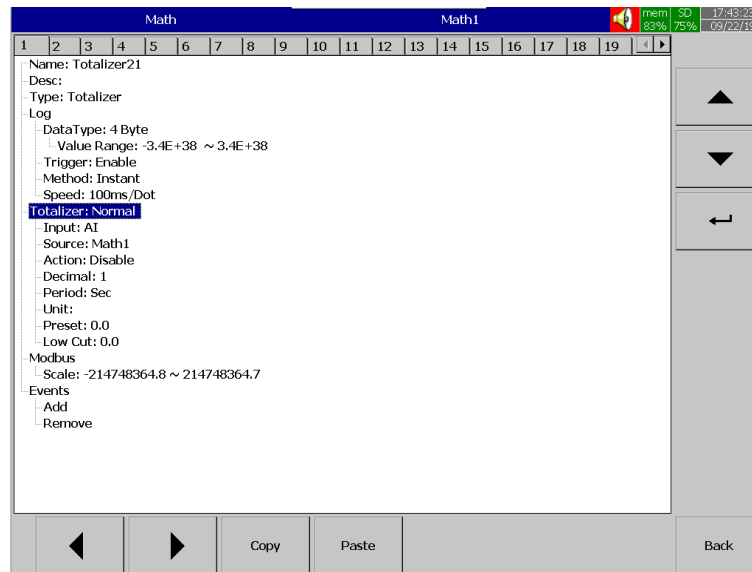 Math
Math1
mem
83%
SD
75%
17:43:23
09/22/19
1 2 3 4 5 6 7 8 9 10 11 12 13 14 15 16 17 18 19
Name: Totalizer21
Desc:
Type: Totalizer
Log
DataType: 4 Byte
Value Range: -3.4E+38 ~ 3.4E+38
Trigger: Enable
Method: Instant
Speed: 100ms/Dot
Totalizer: Normal
Input: AI
Source: Math1
Action: Disable
Decimal: 1
Period: Sec
Unit:
Preset: 0.0
Low Cut: 0.0
Modbus
Scale: -214748364.8 ~ 214748364.7
Events
Add
Remove
Copy
Paste
Back